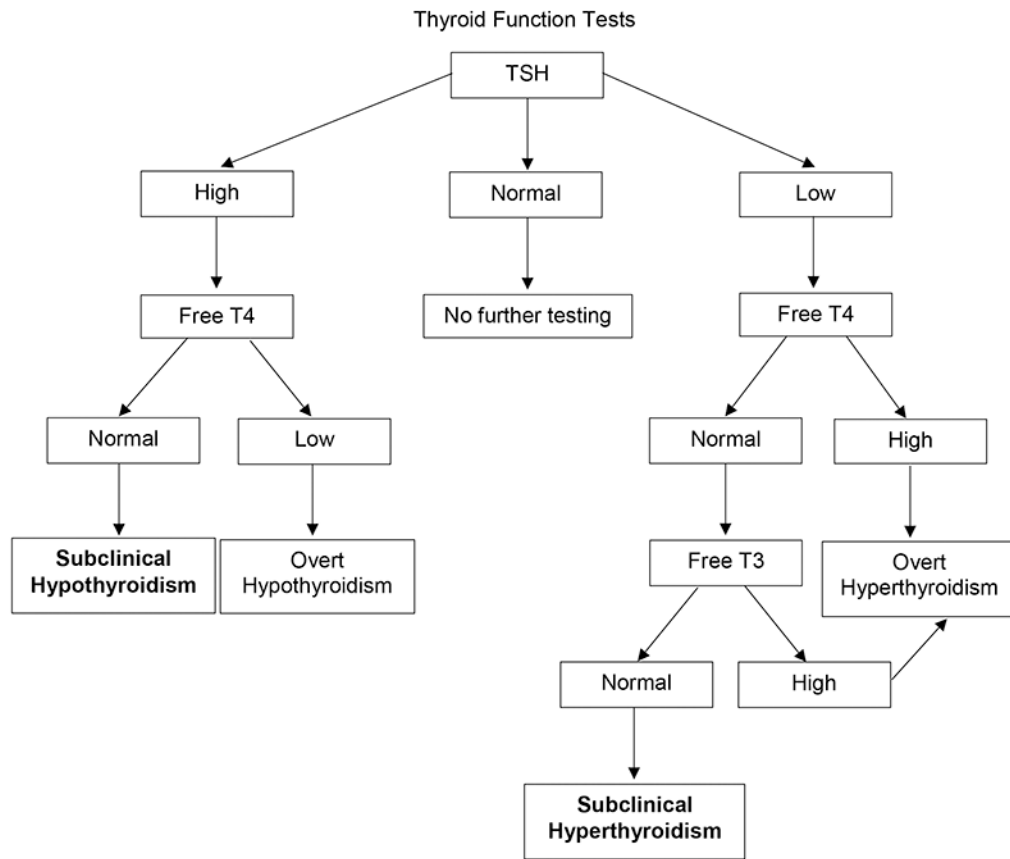 Thyroid Function Tests
TSH
High
Normal
Low
Free T4
No further testing
Free T4
Normal
Low
Normal
High
Subclinical
Hypothyroidism
Overt
Hypothyroidism
Free T3
Overt
Hyperthyroidism
Normal
High
Subclinical
Hyperthyroidism